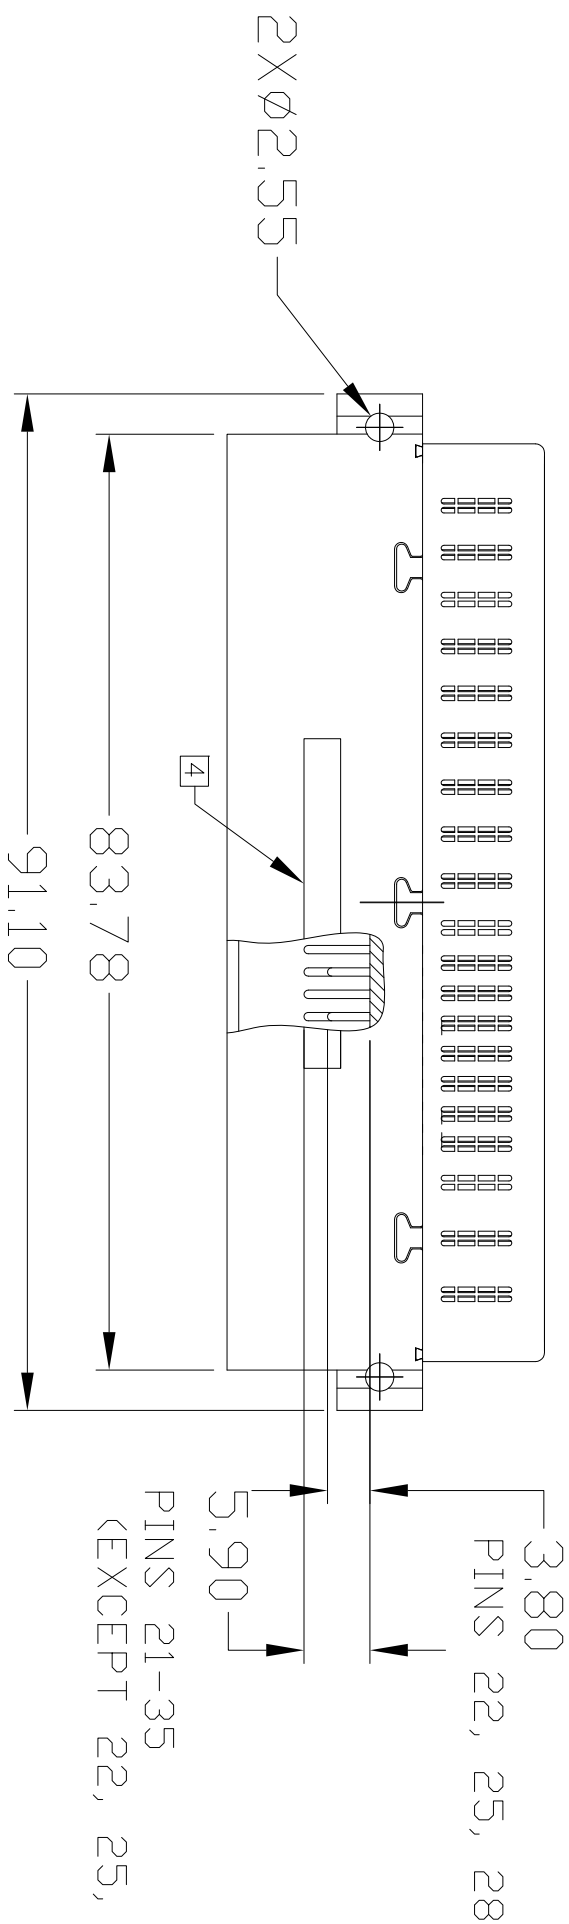 2XØ2.55
4
83.78
91.10
3.80
PINS 22, 25, 28
5.90
PINS 21-35
(EXCEPT 22, 25,